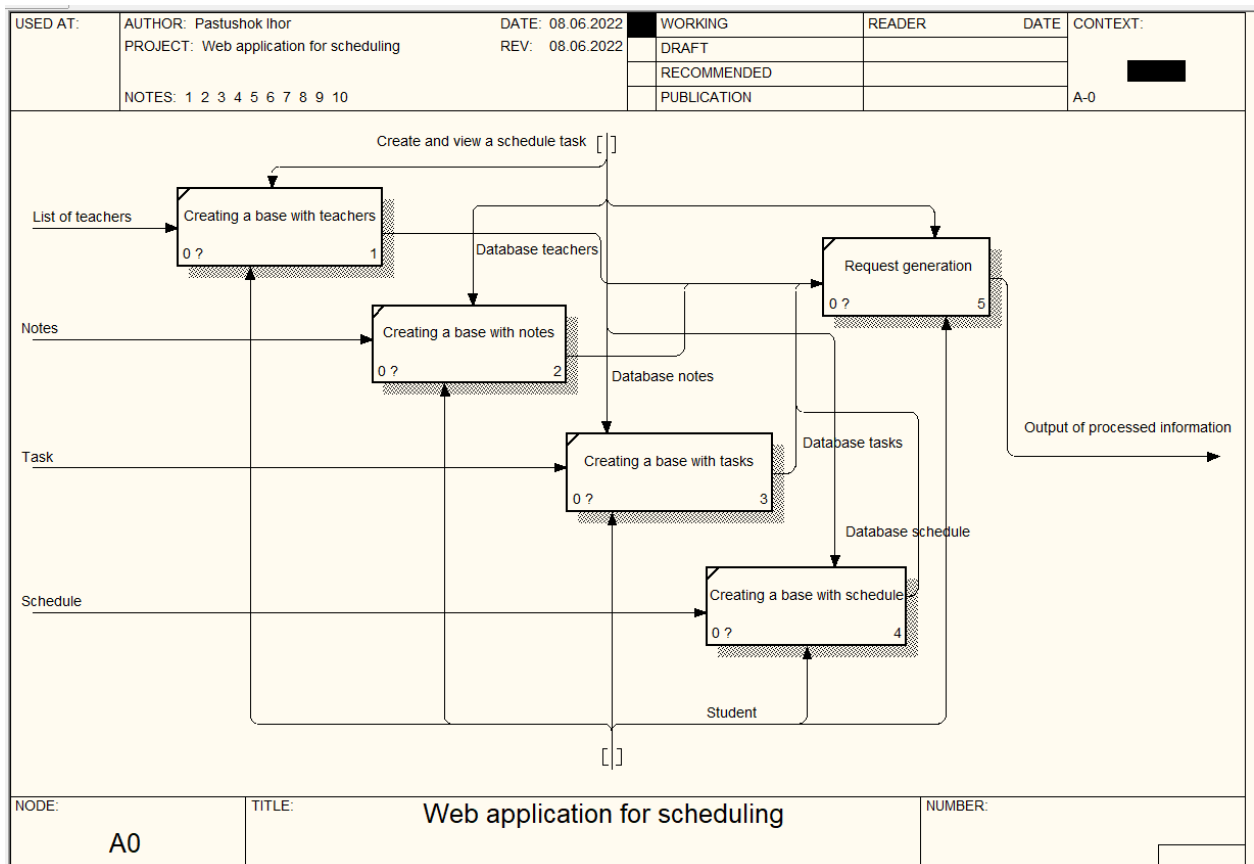 USED AT:
AUTHOR: Pastushok Ihor
DATE: 08.06.2022
PROJECT: Web application for scheduling
REV: 08.06.2022
NOTES: 1 2 3 4 5 6 7 8 9 10
WORKING
DRAFT
RECOMMENDED
PUBLICATION
READER
DATE
CONTEXT:
A-0
Create and view a schedule task
List of teachers
Creating a base with teachers
0 ?
1
Database teachers
Request generation
0 ?
5
Notes
Creating a base with notes
0 ?
2
Database notes
Output of processed information
Task
Creating a base with tasks
0 ?
3
Database tasks
Database schedule
Schedule
Creating a base with schedule
0 ?
4
Student
NODE:
A0
TITLE:
Web application for scheduling
NUMBER: